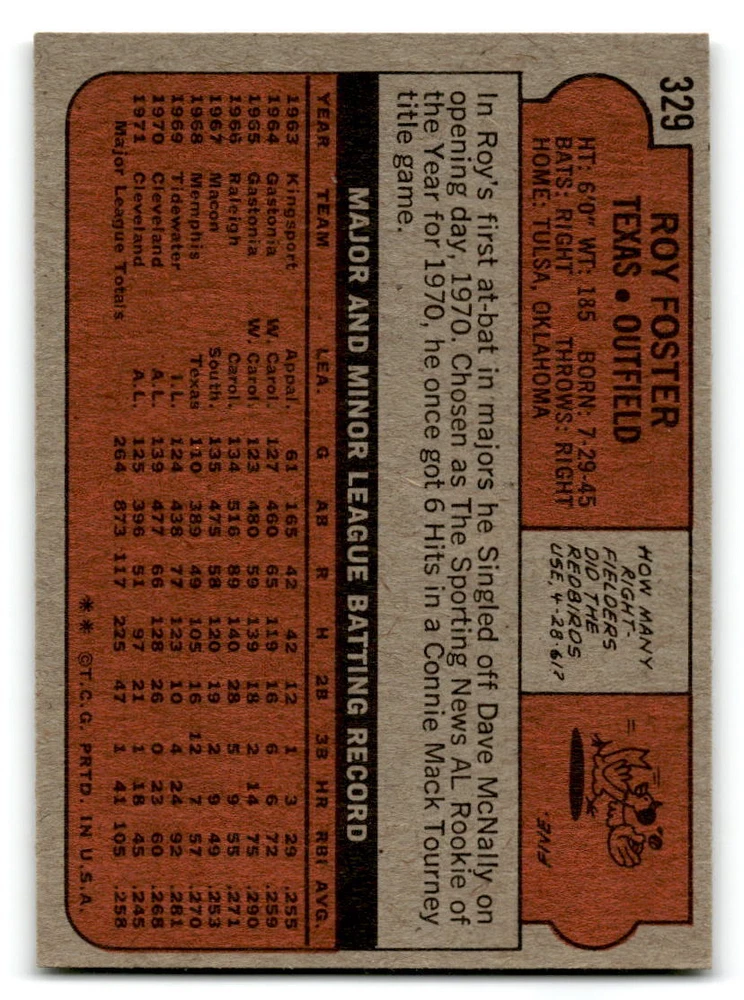 329
ROY FOSTER
TEXAS • OUTFIELD
HT: 6'0" WT: 185 BORN: 7-29-45
BATS: RIGHT THROWS: RIGHT
HOME: TULSA, OKLAHOMA
HOW MANY
RIGHT-
FIELDERS
DID THE
REDBIRDS
USE, 4-28-61?
FIVE.
In Roy's first at-bat in majors he Singled off Dave McNally on
opening day, 1970. Chosen as The Sporting News AL Rookie of
the Year for 1970, he once got 6 Hits in a Connie Mack Tourney
title game.
MAJOR AND MINOR LEAGUE BATTING RECORD
YEAR TEAM LEA. G AB R H 2B 3B HR RBI AVG.
1963 Kingsport Appal. 61 165 42 42 12 1 3 29 .255
1964 Gastonia W. Carol. 127 460 65 119 16 6 6 72 .259
1965 Gastonia W. Carol. 123 480 59 139 18 2 14 75 .290
1966 Raleigh Carol. 134 516 89 140 28 5 9 55 .271
1967 Macon South. 135 475 58 120 19 2 9 49 .253
1968 Memphis Texas 110 389 49 105 16 12 7 57 .270
1969 Tidewater I.L. 124 438 77 123 10 4 24 92 .281
1970 Cleveland A.L. 139 477 66 128 26 0 23 60 .268
1971 Cleveland A.L. 125 396 51 97 21 1 18 45 .245
Major League Totals 264 873 117 225 47 1 41 105 .258
** ©T.C.G. PRTD. IN U.S.A.